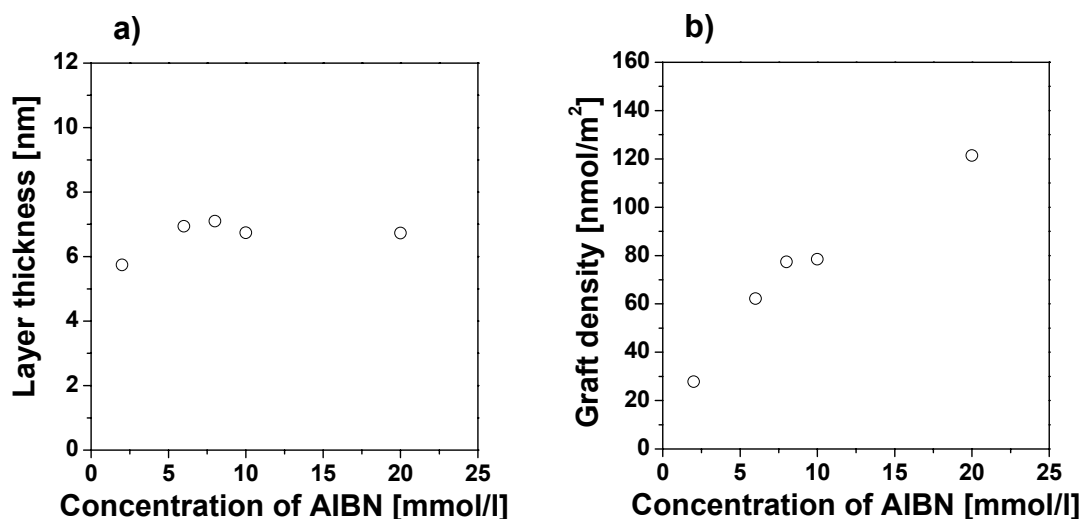 a)
12
10
8
6
4
2
0
0 5 10 15 20 25
Layer thickness [nm]
Concentration of AIBN [mmol/l]
b)
160
140
120
100
80
60
40
20
0
0 5 10 15 20 25
Graft density [nmol/m²]
Concentration of AIBN [mmol/l]